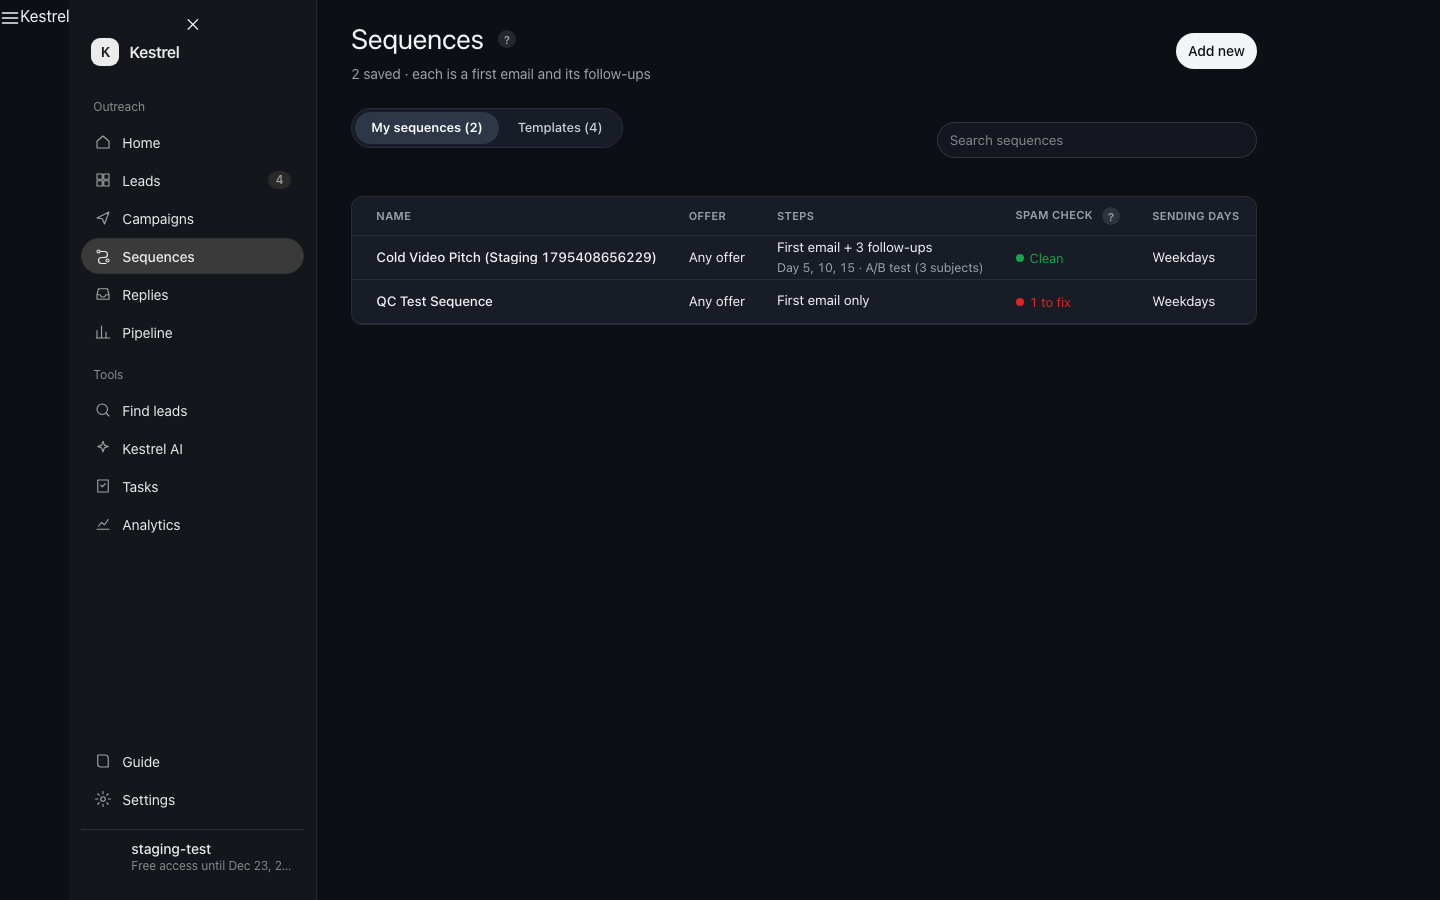 Kestrel
K
Kestrel
Outreach
Home
Leads 4
Campaigns
Sequences
Replies
Pipeline
Tools
Find leads
Kestrel AI
Tasks
Analytics
Guide
Settings
staging-test
Free access until Dec 23, 2...
Sequences ?
2 saved · each is a first email and its follow-ups
Add new
My sequences (2) Templates (4)
Search sequences
NAME OFFER STEPS SPAM CHECK ? SENDING DAYS
Cold Video Pitch (Staging 1795408656229) Any offer First email + 3 follow-ups Clean Weekdays
Day 5, 10, 15 · A/B test (3 subjects)
QC Test Sequence Any offer First email only 1 to fix Weekdays